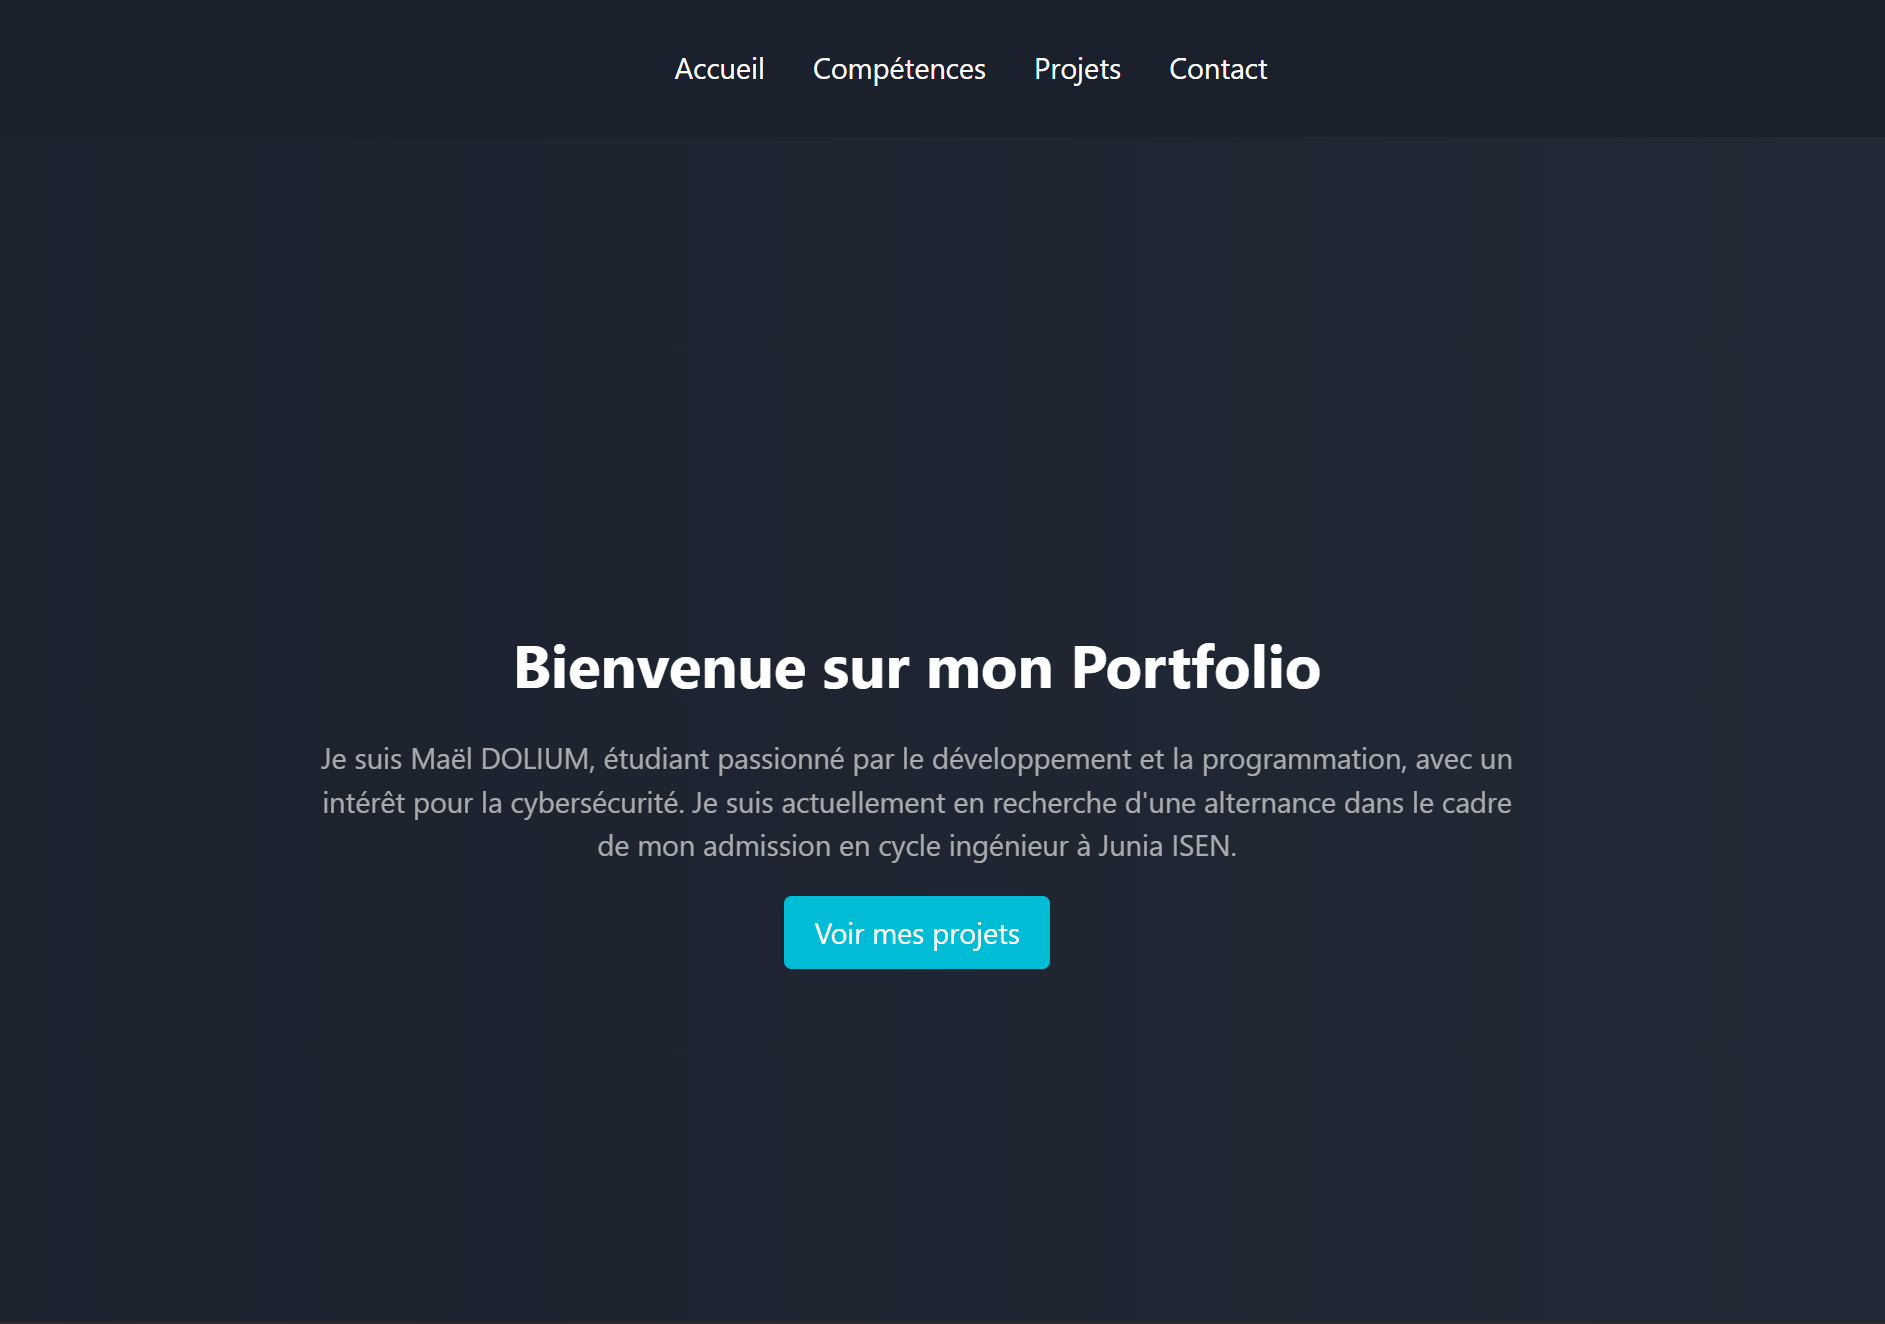 Accueil Compétences Projets Contact
Bienvenue sur mon Portfolio
Je suis Maël DOLIUM, étudiant passionné par le développement et la programmation, avec un
intérêt pour la cybersécurité. Je suis actuellement en recherche d'une alternance dans le cadre
de mon admission en cycle ingénieur à Junia ISEN.
Voir mes projets